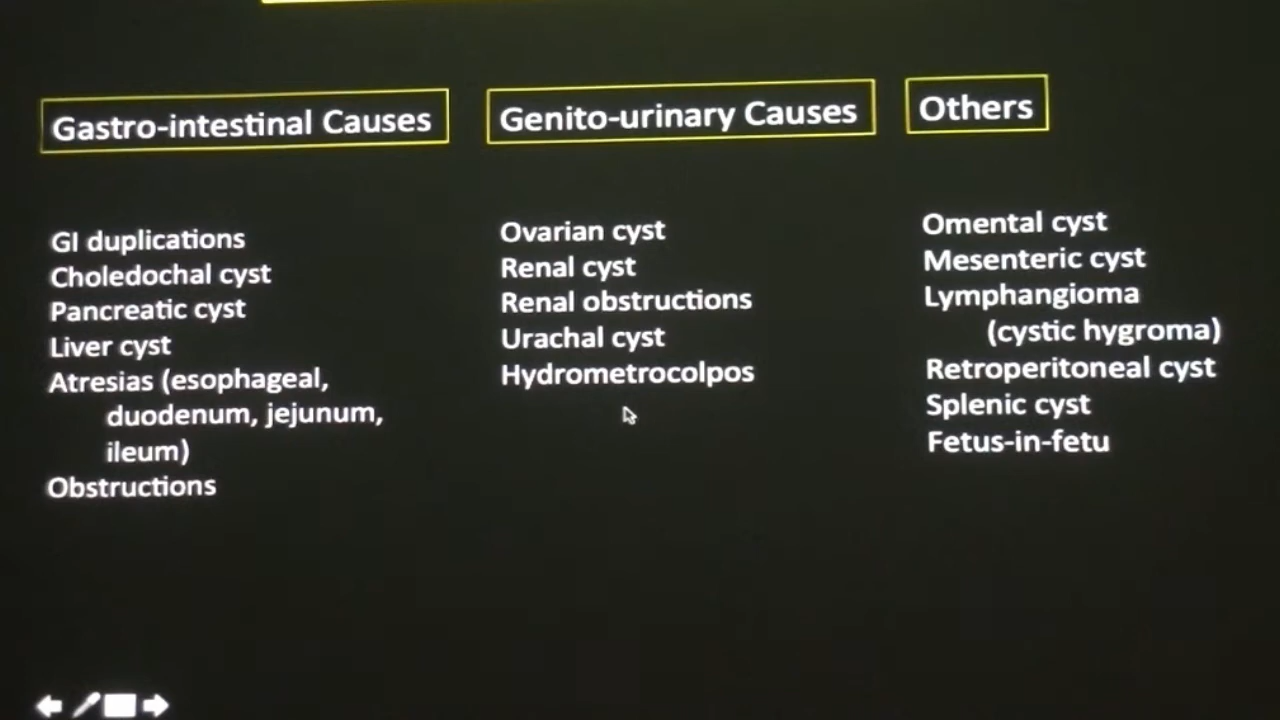 Gastro-intestinal Causes
GI duplications
Choledochal cyst
Pancreatic cyst
Liver cyst
Atresias (esophageal,
duodenum, jejunum,
ileum)
Obstructions
Genito-urinary Causes
Ovarian cyst
Renal cyst
Renal obstructions
Urachal cyst
Hydrometrocolpos
Others
Omental cyst
Mesenteric cyst
Lymphangioma
(cystic hygroma)
Retroperitoneal cyst
Splenic cyst
Fetus-in-fetu